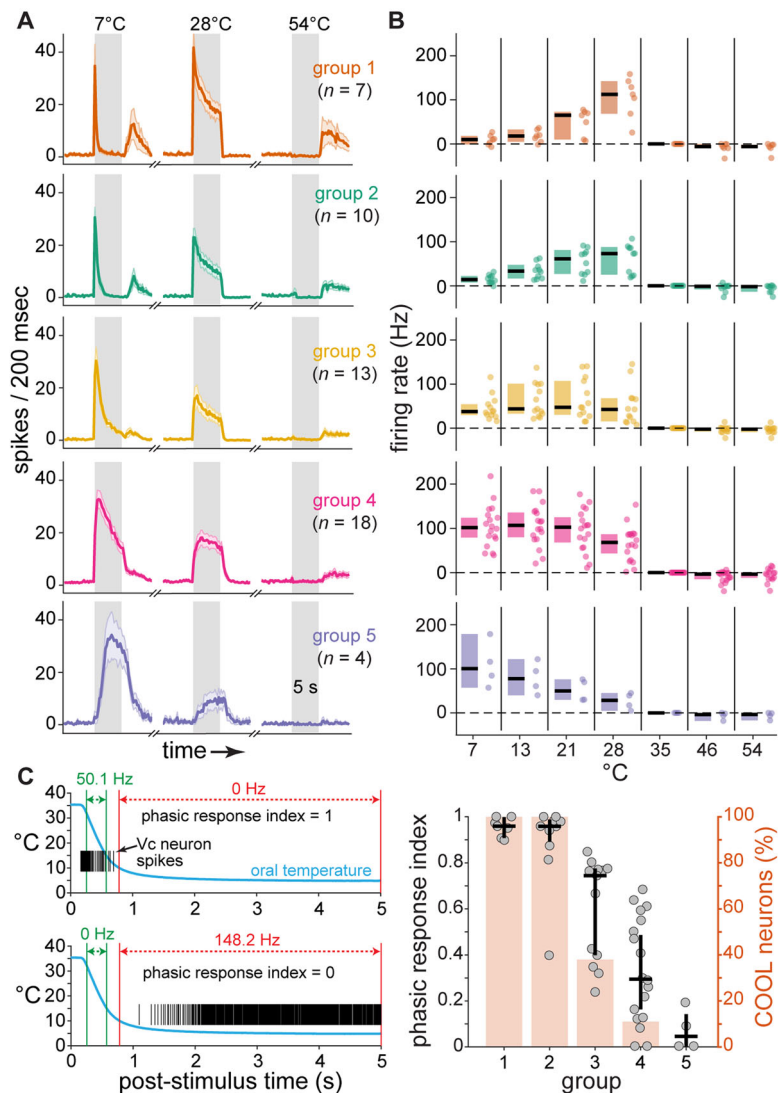 A
7°C 28°C 54°C
40
20
0
group 1
(n = 7)
40
20
0
group 2
(n = 10)
40
20
0
group 3
(n = 13)
40
20
0
group 4
(n = 18)
40
20
0
group 5
(n = 4)
5 s
spikes / 200 msec
time
B
200
100
0
200
100
0
200
100
0
200
100
0
200
100
0
firing rate (Hz)
7 13 21 28 35 46 54
°C
C
50.1 Hz 0 Hz
40
30
20
10
0
°C
phasic response index = 1
Vc neuron
spikes
oral temperature
0 1 2 3 4 5
0 Hz 148.2 Hz
40
30
20
10
0
°C
phasic response index = 0
0 1 2 3 4 5
post-stimulus time (s)
phasic response index
1
0.8
0.6
0.4
0.2
0
1 2 3 4 5
group
100
80
60
40
20
0
COOL neurons (%)